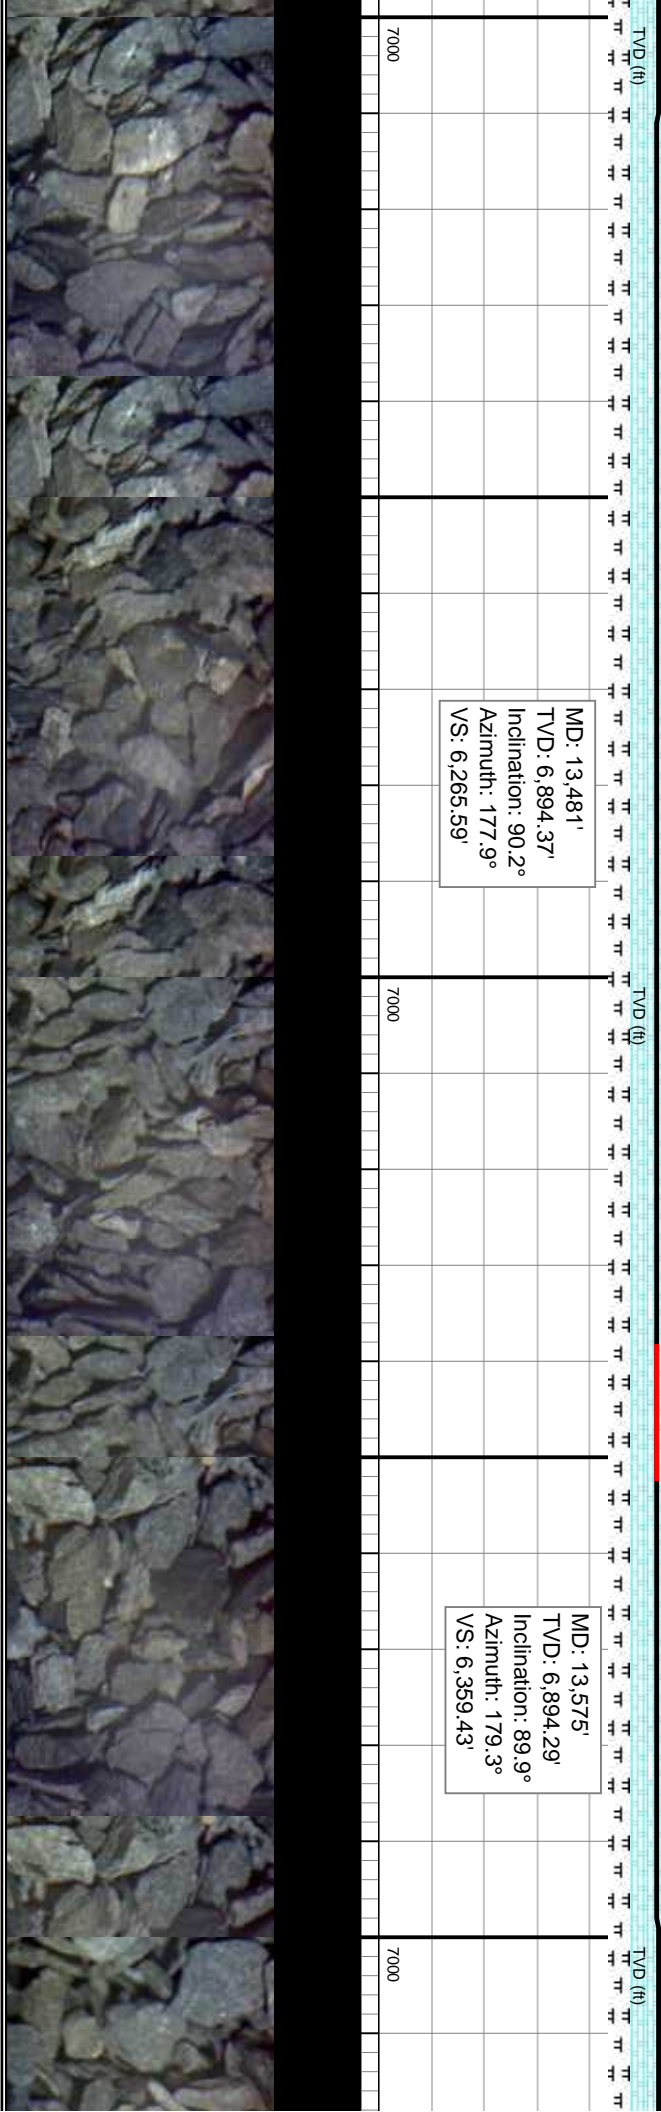 TVD (ft)
7000
MD: 13,481'
TVD: 6,894.37'
Inclination: 90.2°
Azimuth: 177.9°
VS: 6,265.59'
TVD (ft)
7000
MD: 13,575'
TVD: 6,894.29'
Inclination: 89.9°
Azimuth: 179.3°
VS: 6,359.43'
TVD (ft)
7000